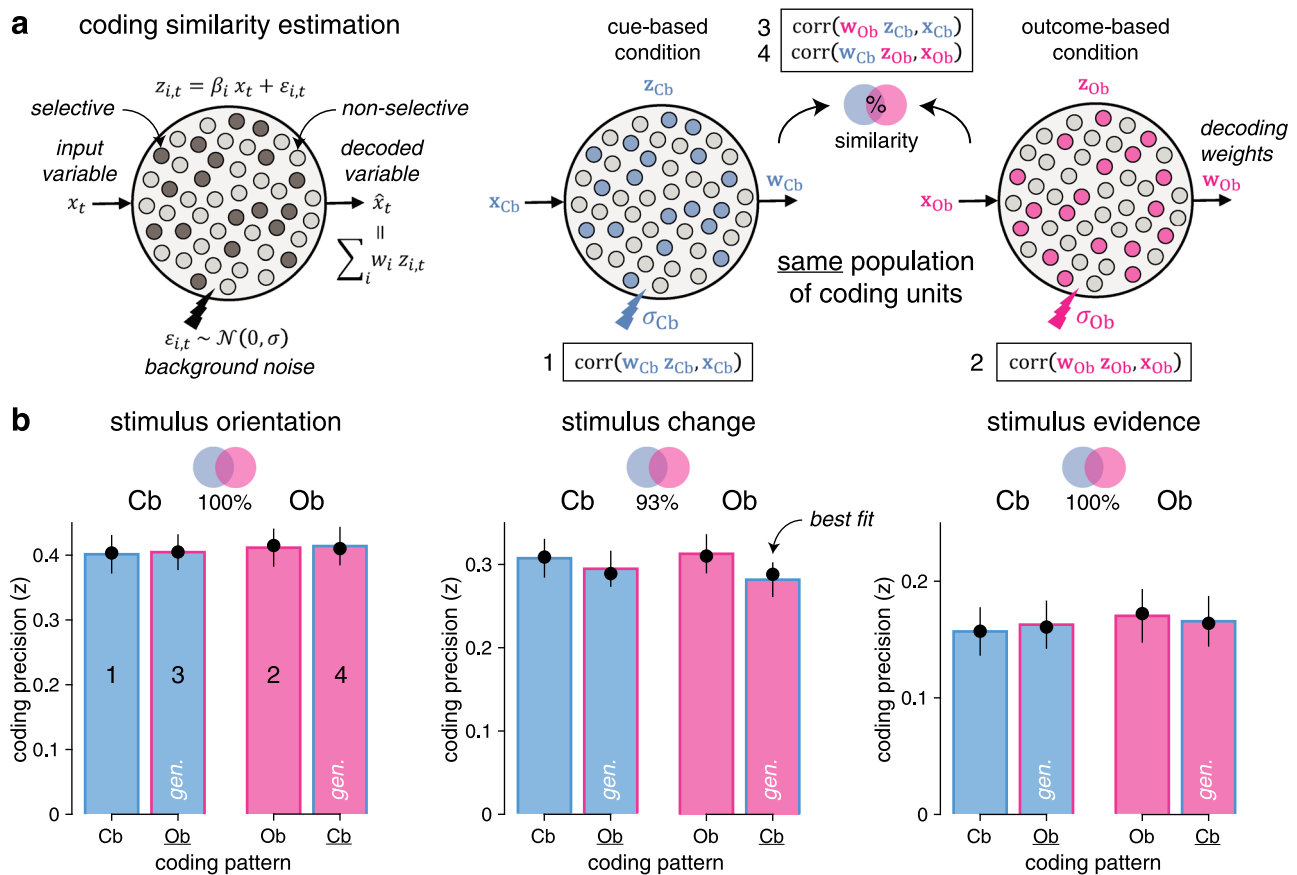 a
coding similarity estimation
z_{i,t} = β_i x_t + ε_{i,t}
selective
non-selective
input
variable
x_t
decoded
variable
x̂_t
=
∑_i w_i z_{i,t}
ε_{i,t} ~ N(0, σ)
background noise
cue-based
condition
z_Cb
x_Cb
w_Cb
σ_Cb
1 corr(w_Cb z_Cb, x_Cb)
3 corr(w_Ob z_Cb, x_Cb)
4 corr(w_Cb z_Ob, x_Ob)
%
similarity
same population
of coding units
outcome-based
condition
z_Ob
x_Ob
decoding
weights
w_Ob
σ_Ob
2 corr(w_Ob z_Ob, x_Ob)
b
stimulus orientation
Cb 100% Ob
coding precision (z)
0.4
0.2
0.1
0
1
3
2
4
gen.
gen.
Cb Ob Ob Cb
coding pattern
stimulus change
Cb 93% Ob
best fit
coding precision (z)
0.3
0.2
0.1
0
gen.
gen.
Cb Ob Ob Cb
coding pattern
stimulus evidence
Cb 100% Ob
coding precision (z)
0.2
0.1
0
gen.
gen.
Cb Ob Ob Cb
coding pattern